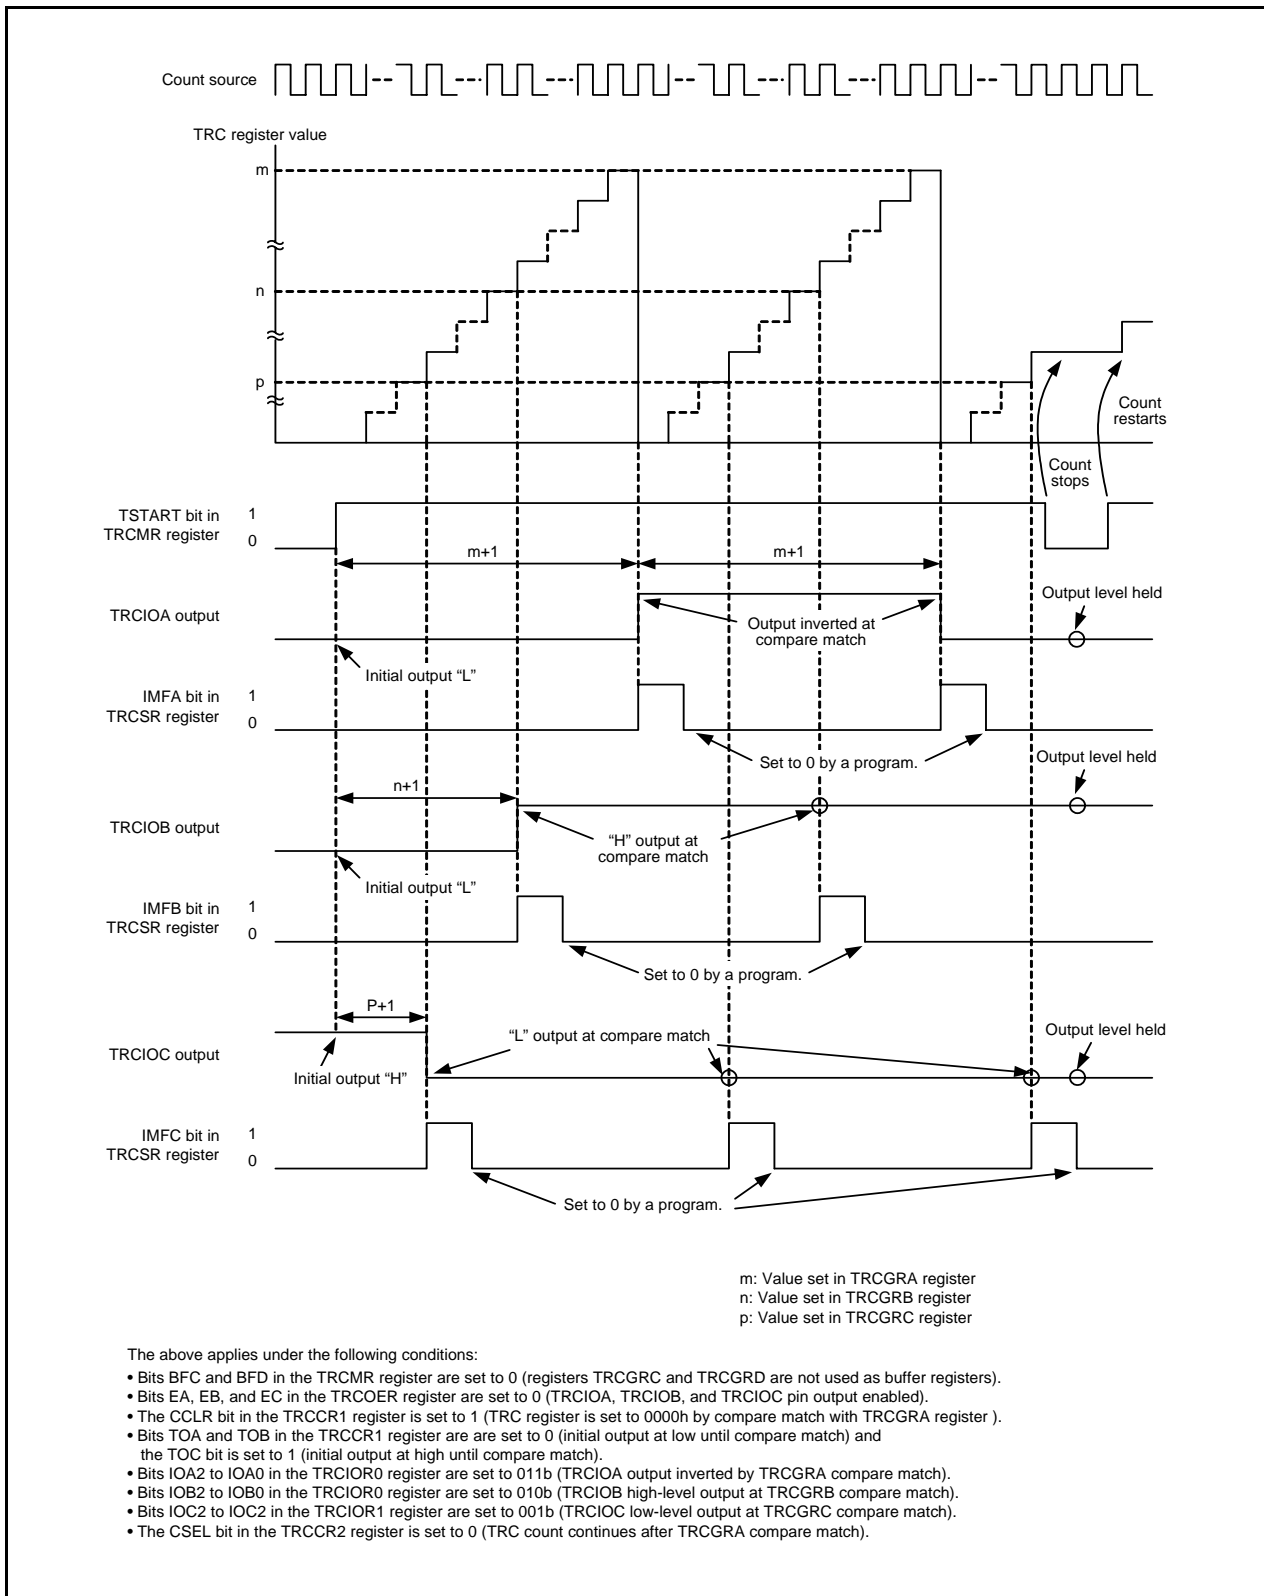 Count source
TRC register value
m
n
p
Count
restarts
Count
stops
TSTART bit in
TRCMR register
1
0
m+1
m+1
TRCIOA output
Output level held
Output inverted at
compare match
Initial output “L”
IMFA bit in
TRCSR register
1
0
Set to 0 by a program.
Output level held
n+1
TRCIOB output
“H” output at
compare match
Initial output “L”
IMFB bit in
TRCSR register
1
0
Set to 0 by a program.
P+1
“L” output at compare match
Output level held
TRCIOC output
Initial output “H”
IMFC bit in
TRCSR register
1
0
Set to 0 by a program.
m: Value set in TRCGRA register
n: Value set in TRCGRB register
p: Value set in TRCGRC register
The above applies under the following conditions:
• Bits BFC and BFD in the TRCMR register are set to 0 (registers TRCGRC and TRCGRD are not used as buffer registers).
• Bits EA, EB, and EC in the TRCOER register are set to 0 (TRCIOA, TRCIOB, and TRCIOC pin output enabled).
• The CCLR bit in the TRCCR1 register is set to 1 (TRC register is set to 0000h by compare match with TRCGRA register ).
• Bits TOA and TOB in the TRCCR1 register are are set to 0 (initial output at low until compare match) and
the TOC bit is set to 1 (initial output at high until compare match).
• Bits IOA2 to IOA0 in the TRCIOR0 register are set to 011b (TRCIOA output inverted by TRCGRA compare match).
• Bits IOB2 to IOB0 in the TRCIOR0 register are set to 010b (TRCIOB high-level output at TRCGRB compare match).
• Bits IOC2 to IOC2 in the TRCIOR1 register are set to 001b (TRCIOC low-level output at TRCGRC compare match).
• The CSEL bit in the TRCCR2 register is set to 0 (TRC count continues after TRCGRA compare match).